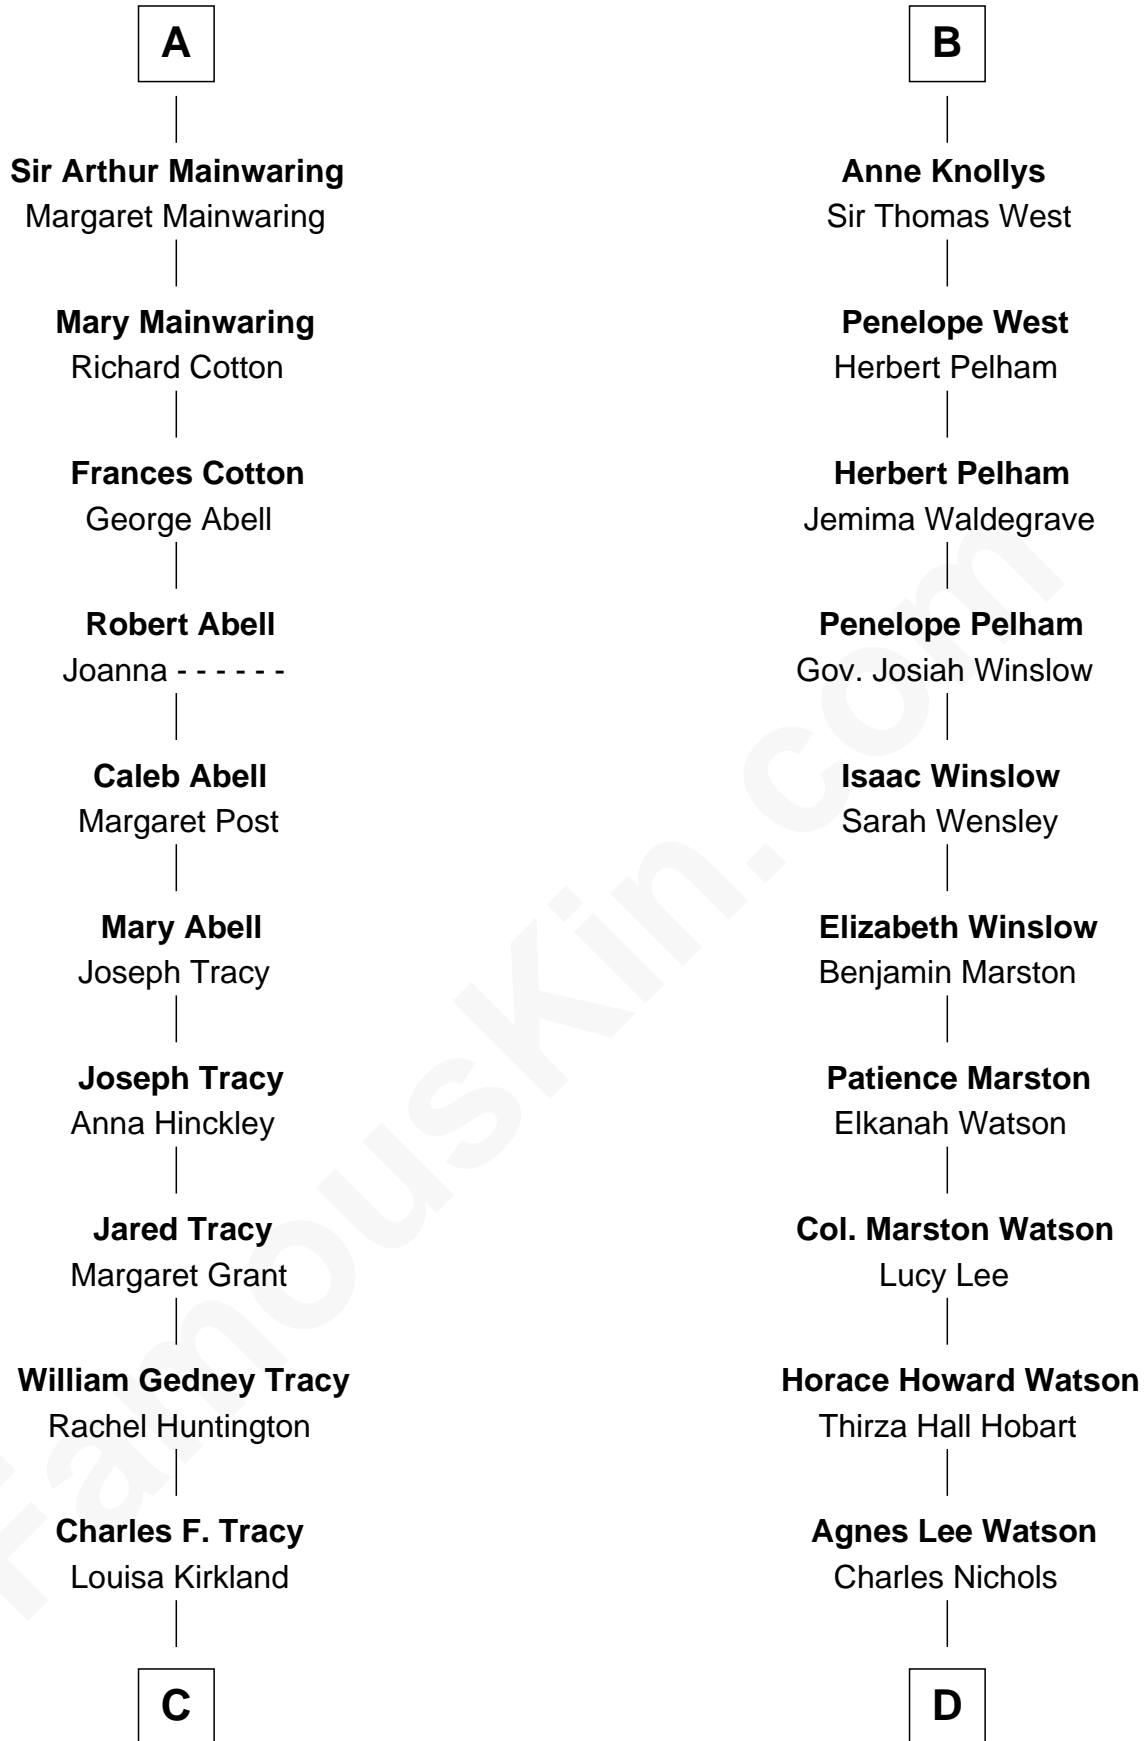 A
Sir Arthur Mainwaring
Margaret Mainwaring
Mary Mainwaring
Richard Cotton
Frances Cotton
George Abell
Robert Abell
Joanna - - - - - -
Caleb Abell
Margaret Post
Mary Abell
Joseph Tracy
Joseph Tracy
Anna Hinckley
Jared Tracy
Margaret Grant
William Gedney Tracy
Rachel Huntington
Charles F. Tracy
Louisa Kirkland
C
B
Anne Knollys
Sir Thomas West
Penelope West
Herbert Pelham
Herbert Pelham
Jemima Waldegrave
Penelope Pelham
Gov. Josiah Winslow
Isaac Winslow
Sarah Wensley
Elizabeth Winslow
Benjamin Marston
Patience Marston
Elkanah Watson
Col. Marston Watson
Lucy Lee
Horace Howard Watson
Thirza Hall Hobart
Agnes Lee Watson
Charles Nichols
D
FamousKin.com